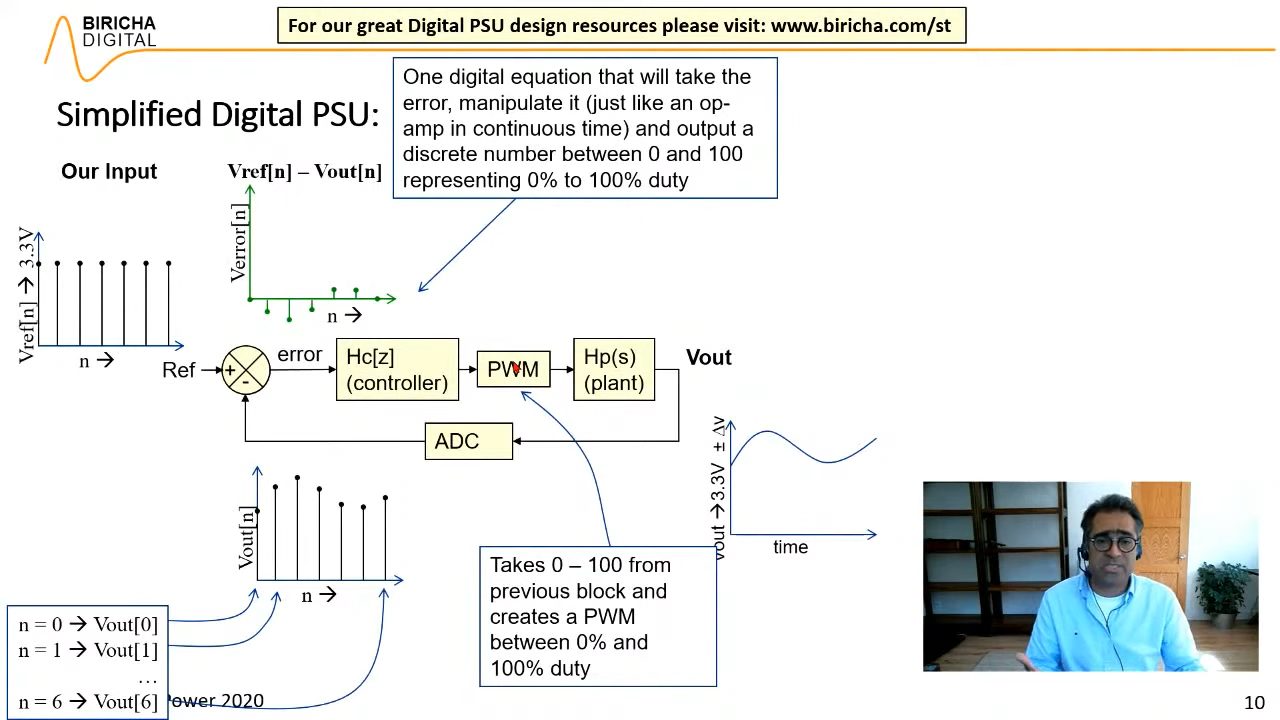 BIRICHA
DIGITAL
For our great Digital PSU design resources please visit: www.biricha.com/st
Simplified Digital PSU:
One digital equation that will take the
error, manipulate it (just like an op-
amp in continuous time) and output a
discrete number between 0 and 100
representing 0% to 100% duty
Our Input
Vref[n] – Vout[n]
Vref[n] → 3.3V
n →
Verror[n]
n →
Ref
+
-
error
Hc[z]
(controller)
PWM
Hp(s)
(plant)
Vout
ADC
Vout[n]
n →
vout → 3.3V ± Δv
time
Takes 0 – 100 from
previous block and
creates a PWM
between 0% and
100% duty
n = 0 → Vout[0]
n = 1 → Vout[1]
...
n = 6 → Vout[6]
ower 2020
10